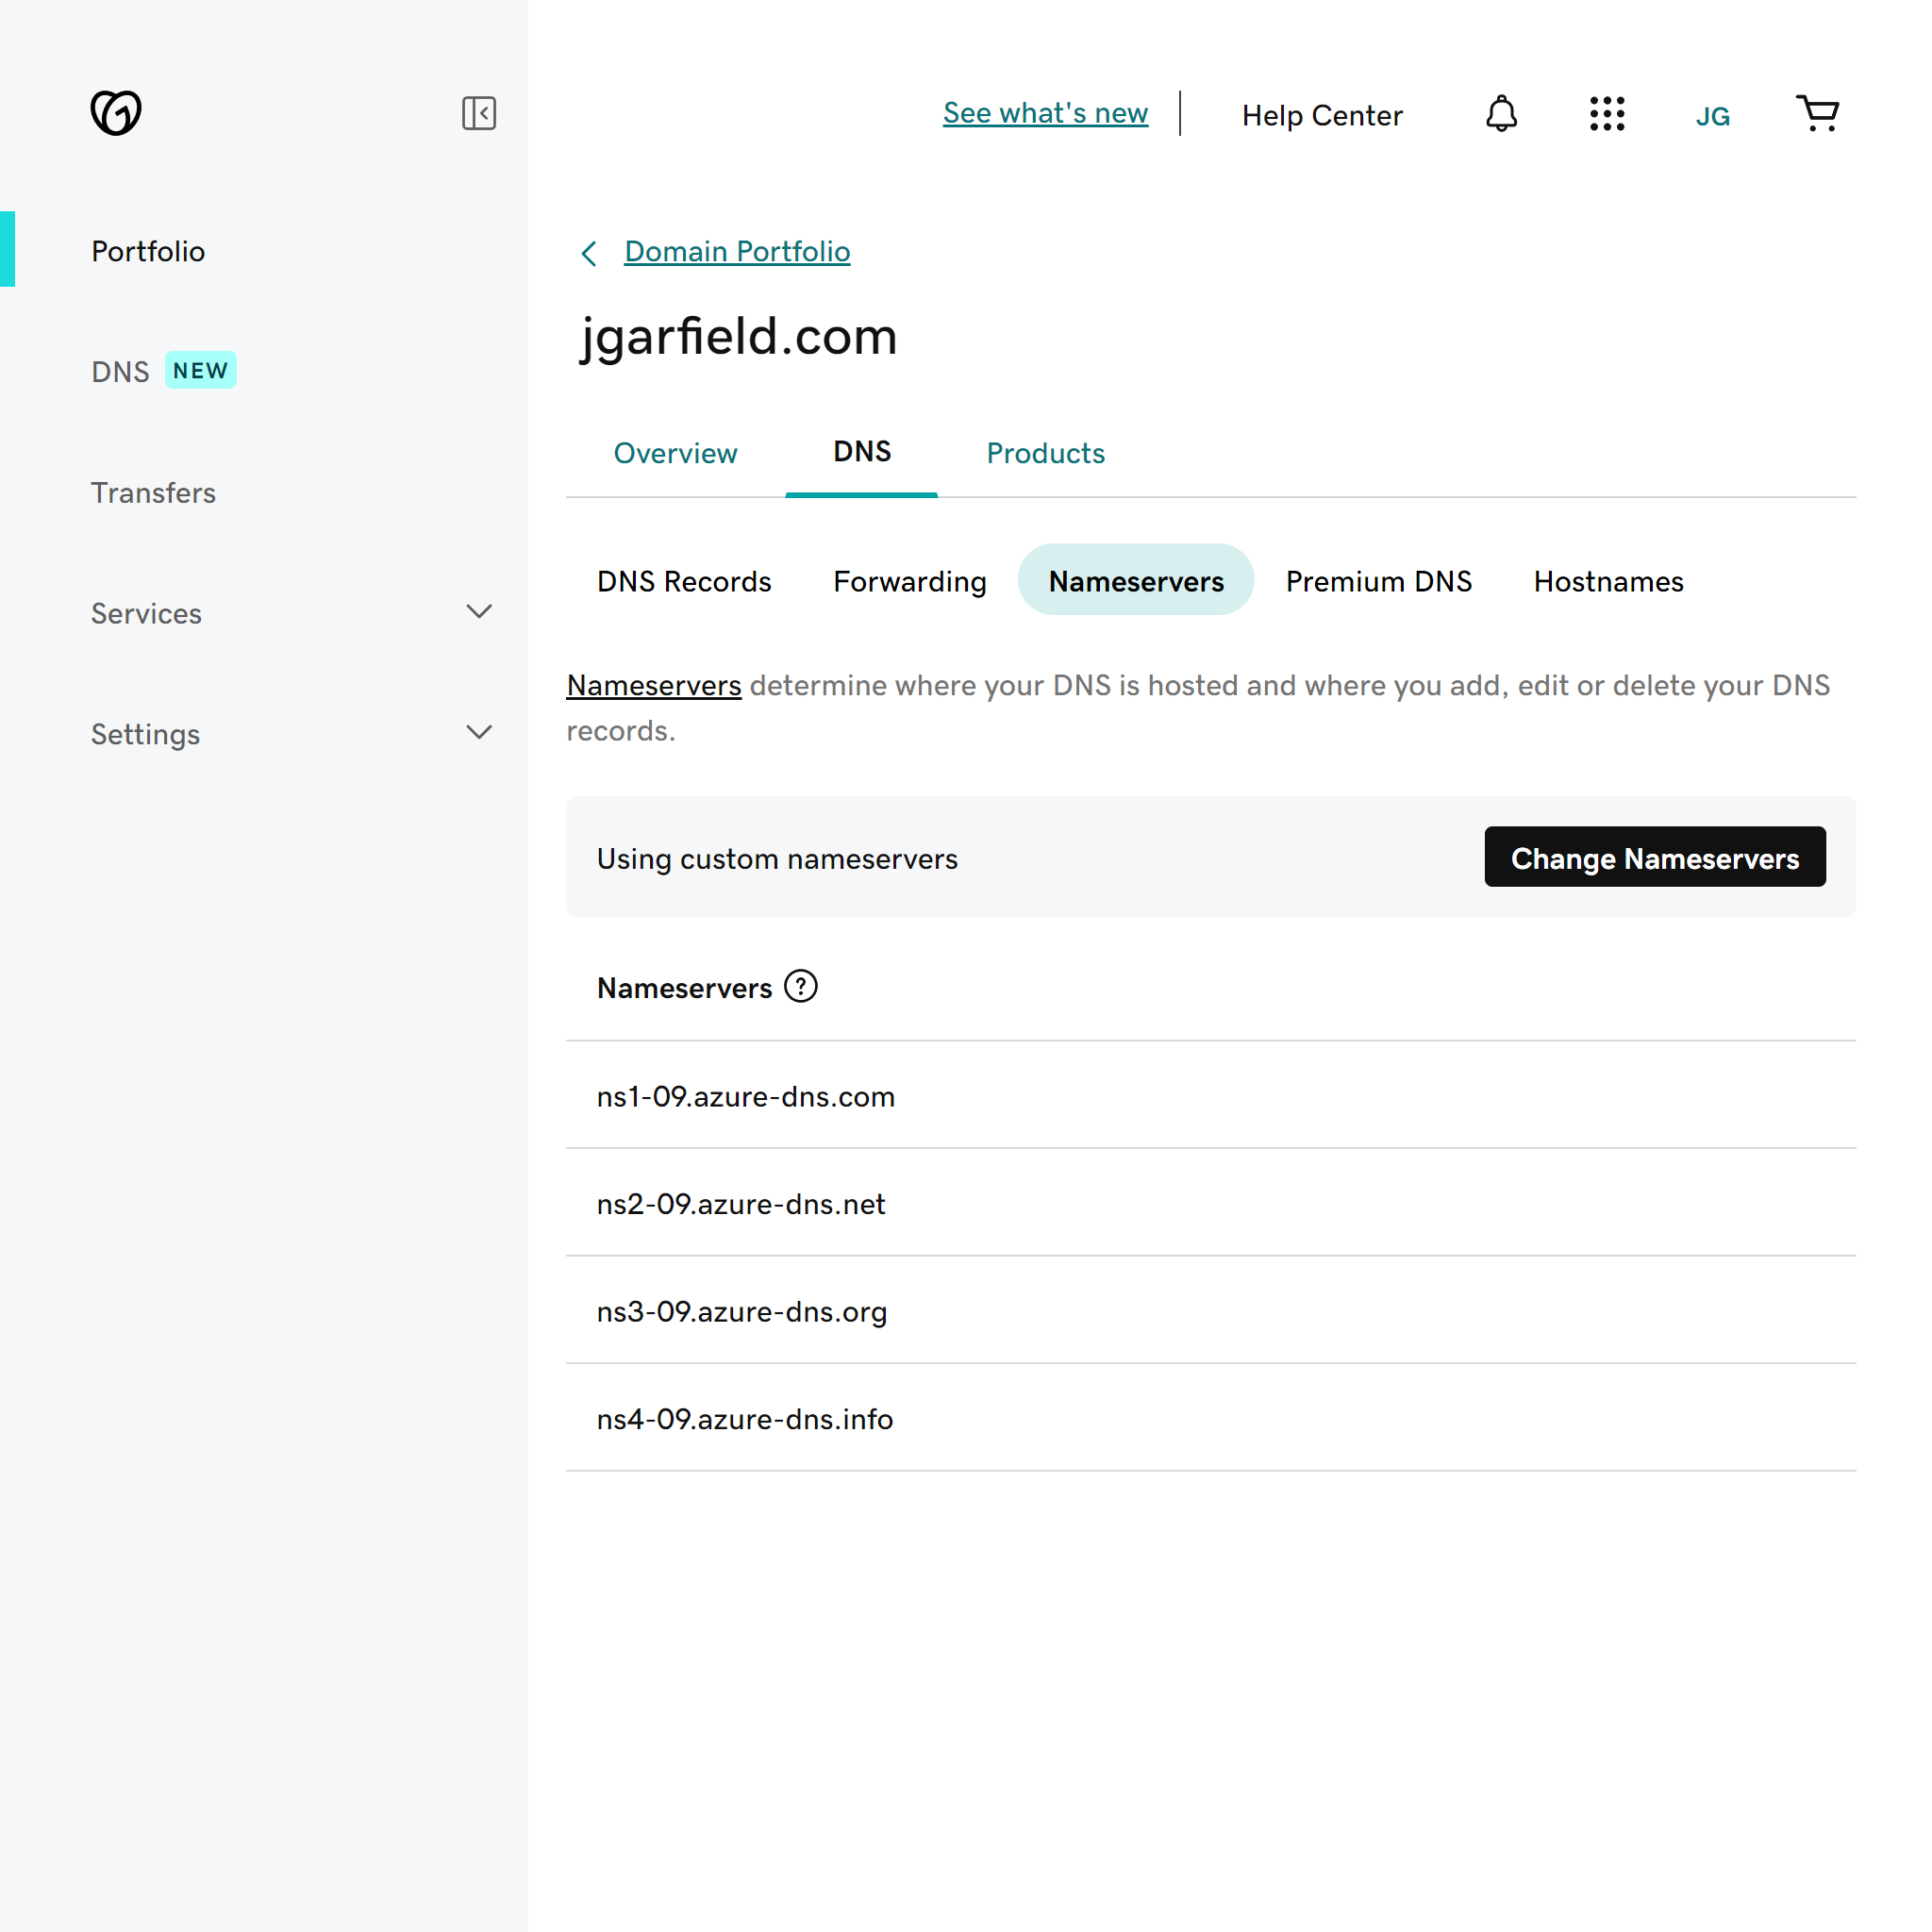 See what's new
Help Center
JG
Portfolio
DNS NEW
Transfers
Services
Settings
Domain Portfolio
jgarfield.com
Overview DNS Products
DNS Records Forwarding Nameservers Premium DNS Hostnames
Nameservers determine where your DNS is hosted and where you add, edit or delete your DNS
records.
Using custom nameservers
Change Nameservers
Nameservers ?
ns1-09.azure-dns.com
ns2-09.azure-dns.net
ns3-09.azure-dns.org
ns4-09.azure-dns.info